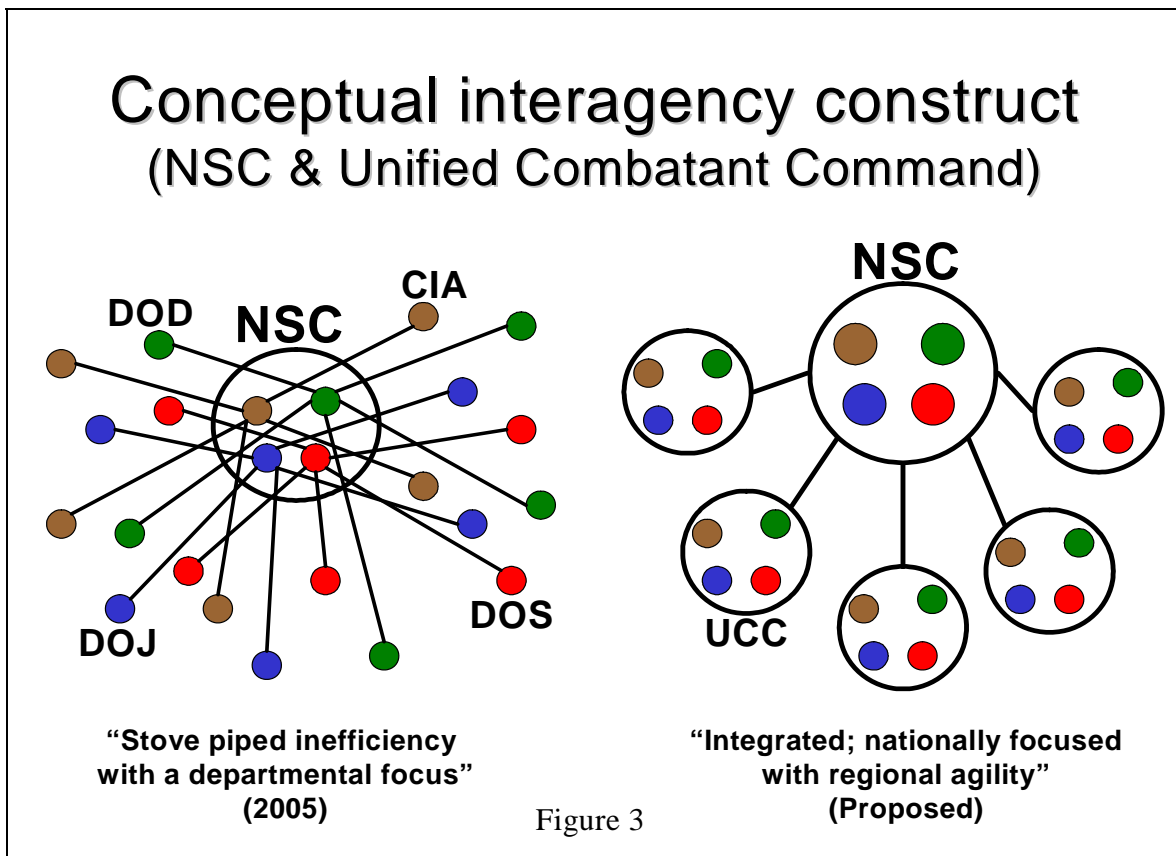 Conceptual interagency construct
(NSC & Unified Combatant Command)
DOD
CIA
NSC
DOJ
DOS
“Stove piped inefficiency
with a departmental focus”
(2005)
NSC
UCC
“Integrated; nationally focused
with regional agility”
(Proposed)
Figure 3